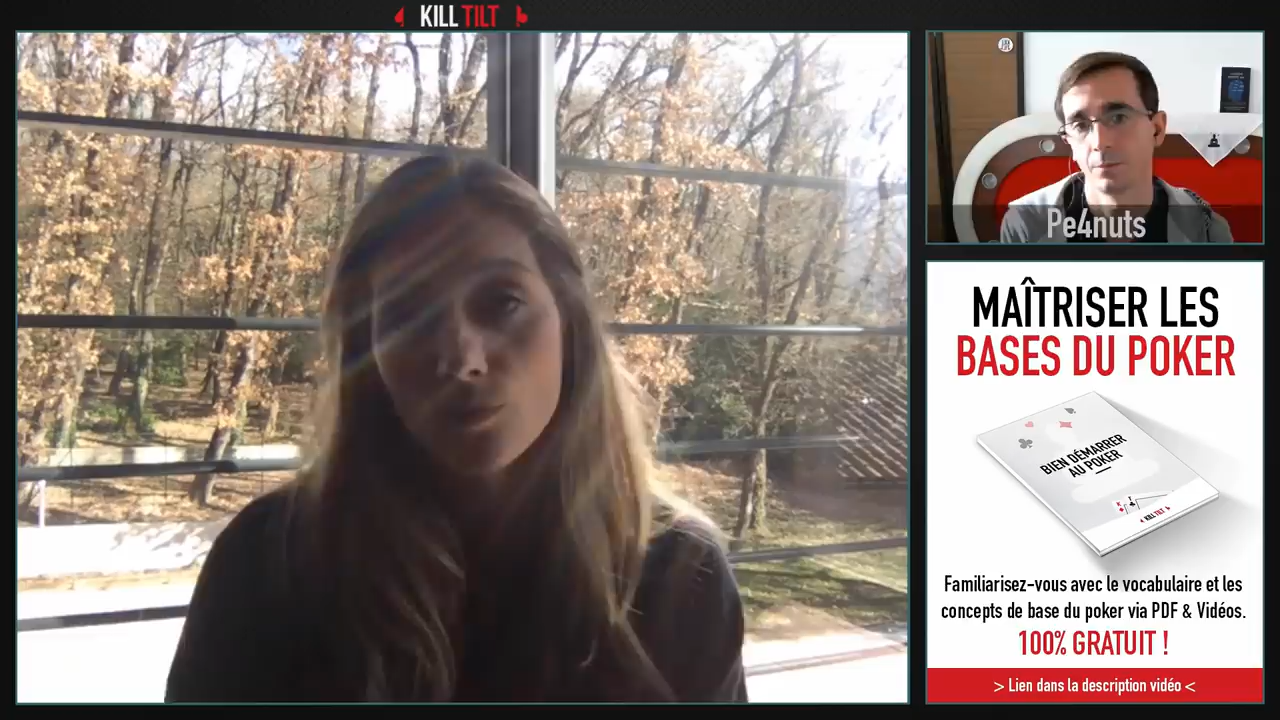 KILL TILT
Pe4nuts
MAÎTRISER LES
BASES DU POKER
BIEN DÉMARRER
AU POKER
KILL TILT
Familiarisez-vous avec le vocabulaire et les
concepts de base du poker via PDF & Vidéos.
100% GRATUIT !
> Lien dans la description vidéo <